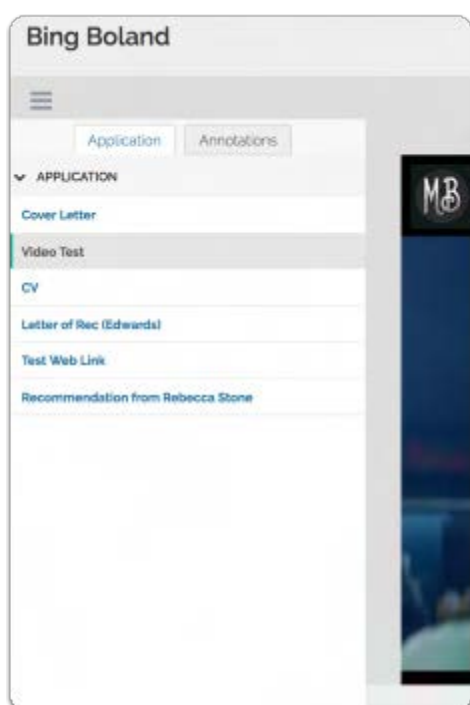 Bing Boland
Application Annotations
APPLICATION
Cover Letter
Video Test
CV
Letter of Rec (Edwards)
Test Web Link
Recommendation from Rebecca Stone
MB